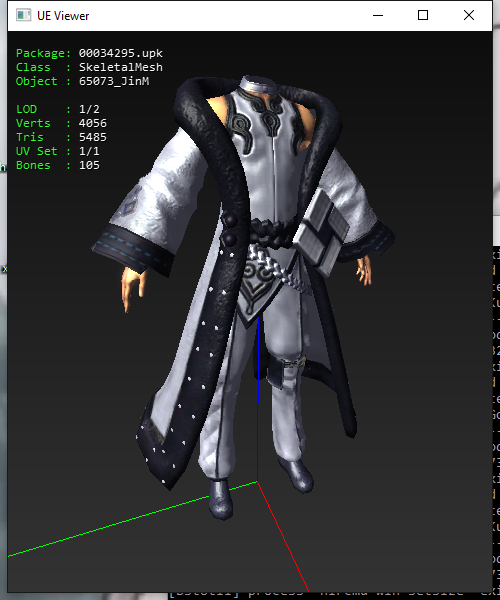 UE Viewer
Package: 00034295.upk
Class : SkeletalMesh
Object : 65073_JinM
LOD : 1/2
Verts : 4056
Tris : 5485
UV Set : 1/1
Bones : 105